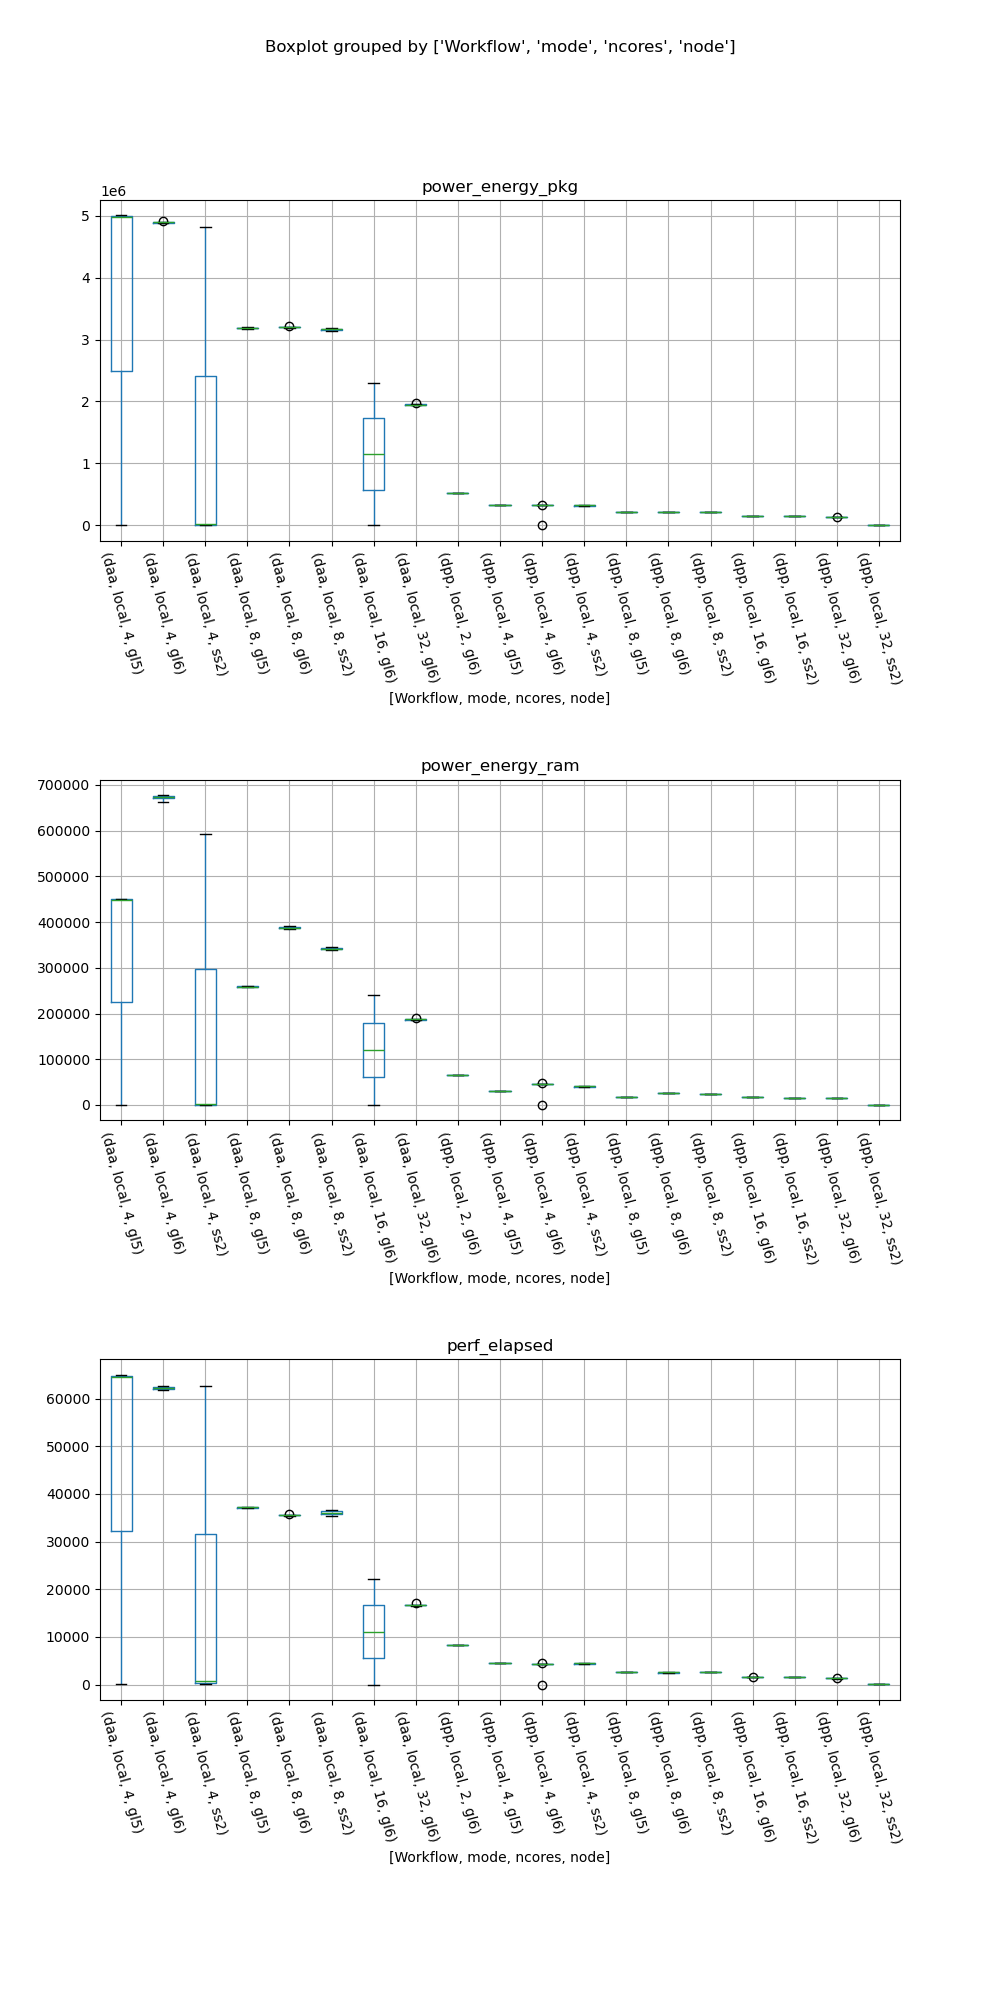 Boxplot grouped by ['Workflow', 'mode', 'ncores', 'node']
power_energy_pkg
1e6
5
4
3
2
1
0
(daa, local, 4, gl5)
(daa, local, 4, gl6)
(daa, local, 4, ss2)
(daa, local, 8, gl5)
(daa, local, 8, gl6)
(daa, local, 8, ss2)
(daa, local, 16, gl6)
(daa, local, 32, gl6)
(dpp, local, 2, gl6)
(dpp, local, 4, gl5)
(dpp, local, 4, gl6)
(dpp, local, 4, ss2)
(dpp, local, 8, gl5)
(dpp, local, 8, gl6)
(dpp, local, 8, ss2)
(dpp, local, 16, gl6)
(dpp, local, 16, ss2)
(dpp, local, 32, gl6)
(dpp, local, 32, ss2)
[Workflow, mode, ncores, node]
power_energy_ram
700000
600000
500000
400000
300000
200000
100000
0
(daa, local, 4, gl5)
(daa, local, 4, gl6)
(daa, local, 4, ss2)
(daa, local, 8, gl5)
(daa, local, 8, gl6)
(daa, local, 8, ss2)
(daa, local, 16, gl6)
(daa, local, 32, gl6)
(dpp, local, 2, gl6)
(dpp, local, 4, gl5)
(dpp, local, 4, gl6)
(dpp, local, 4, ss2)
(dpp, local, 8, gl5)
(dpp, local, 8, gl6)
(dpp, local, 8, ss2)
(dpp, local, 16, gl6)
(dpp, local, 16, ss2)
(dpp, local, 32, gl6)
(dpp, local, 32, ss2)
[Workflow, mode, ncores, node]
perf_elapsed
60000
50000
40000
30000
20000
10000
0
(daa, local, 4, gl5)
(daa, local, 4, gl6)
(daa, local, 4, ss2)
(daa, local, 8, gl5)
(daa, local, 8, gl6)
(daa, local, 8, ss2)
(daa, local, 16, gl6)
(daa, local, 32, gl6)
(dpp, local, 2, gl6)
(dpp, local, 4, gl5)
(dpp, local, 4, gl6)
(dpp, local, 4, ss2)
(dpp, local, 8, gl5)
(dpp, local, 8, gl6)
(dpp, local, 8, ss2)
(dpp, local, 16, gl6)
(dpp, local, 16, ss2)
(dpp, local, 32, gl6)
(dpp, local, 32, ss2)
[Workflow, mode, ncores, node]